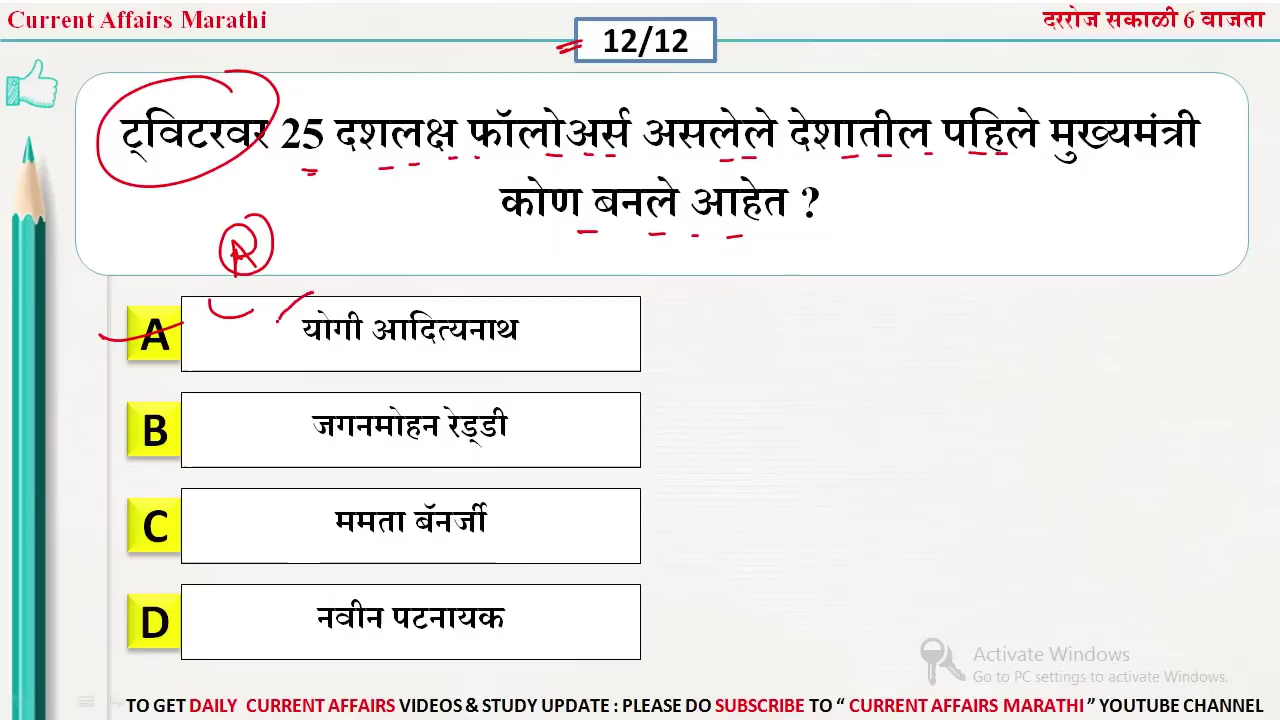 Current Affairs Marathi
दररोज सकाळी 6 वाजता
12/12
ट्विटरवर 25 दशलक्ष फॉलोअर्स असलेले देशातील पहिले मुख्यमंत्री
कोण बनले आहेत ?
A
A योगी आदित्यनाथ
B जगनमोहन रेड्डी
C ममता बॅनर्जी
D नवीन पटनायक
Activate Windows
Go to PC settings to activate Windows.
TO GET DAILY CURRENT AFFAIRS VIDEOS & STUDY UPDATE : PLEASE DO SUBSCRIBE TO “ CURRENT AFFAIRS MARATHI ” YOUTUBE CHANNEL